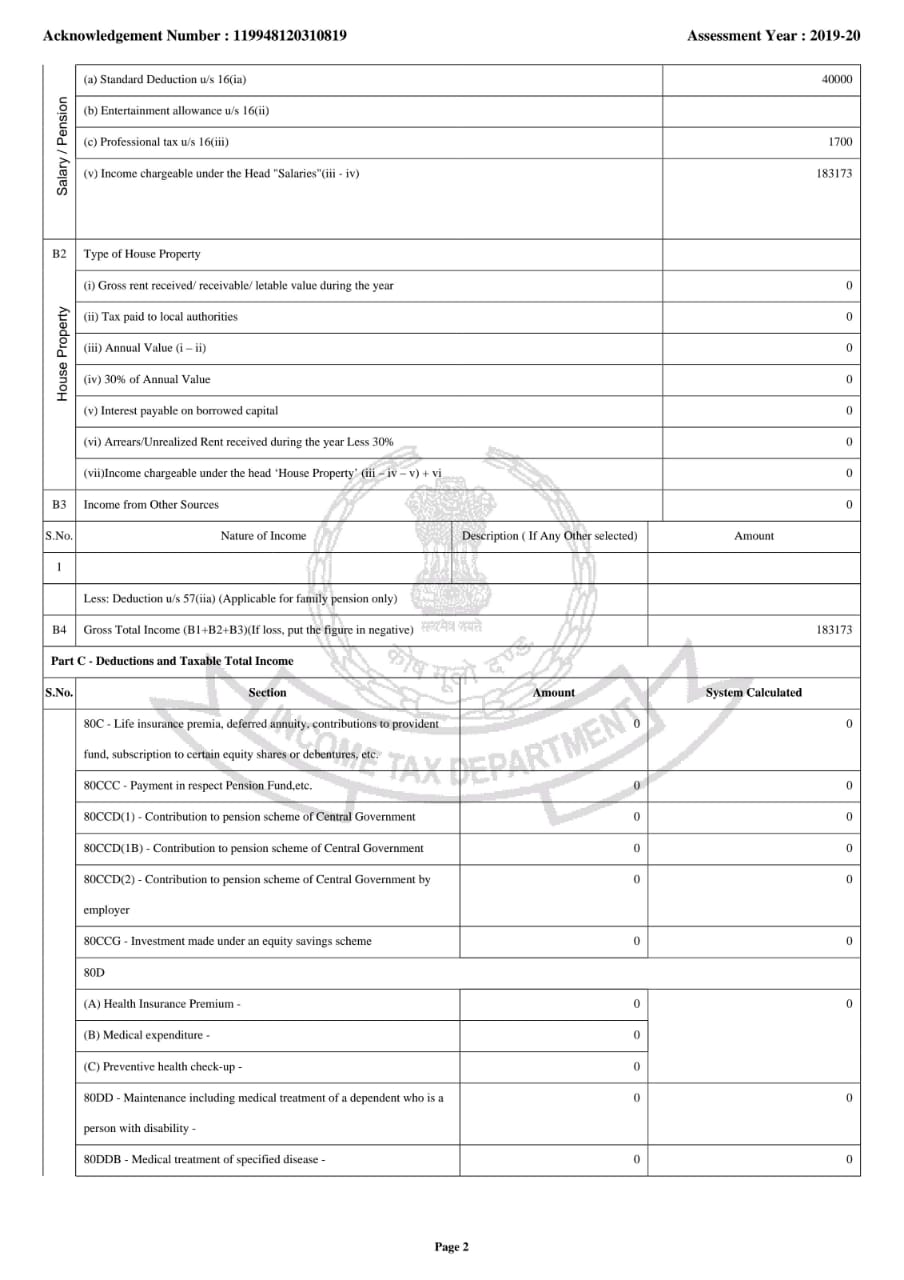 Acknowledgement Number : 119948120310819 Assessment Year : 2019-20
Salary / Pension
(a) Standard Deduction u/s 16(ia) 40000
(b) Entertainment allowance u/s 16(ii)
(c) Professional tax u/s 16(iii) 1700
(v) Income chargeable under the Head "Salaries"(iii - iv) 183173
B2 Type of House Property
House Property
(i) Gross rent received/ receivable/ letable value during the year 0
(ii) Tax paid to local authorities 0
(iii) Annual Value (i – ii) 0
(iv) 30% of Annual Value 0
(v) Interest payable on borrowed capital 0
(vi) Arrears/Unrealized Rent received during the year Less 30% 0
(vii)Income chargeable under the head ‘House Property’ (iii – iv – v) + vi 0
B3 Income from Other Sources 0
S.No. Nature of Income Description ( If Any Other selected) Amount
1
Less: Deduction u/s 57(iia) (Applicable for family pension only)
B4 Gross Total Income (B1+B2+B3)(If loss, put the figure in negative) 183173
सत्यमेव जयते
Part C - Deductions and Taxable Total Income
कोष मूलो दण्ड
S.No. Section Amount System Calculated
80C - Life insurance premia, deferred annuity, contributions to provident 0 0
fund, subscription to certain equity shares or debentures, etc.
INCOME TAX DEPARTMENT
80CCC - Payment in respect Pension Fund,etc. 0 0
80CCD(1) - Contribution to pension scheme of Central Government 0 0
80CCD(1B) - Contribution to pension scheme of Central Government 0 0
80CCD(2) - Contribution to pension scheme of Central Government by 0 0
employer
80CCG - Investment made under an equity savings scheme 0 0
80D
(A) Health Insurance Premium - 0 0
(B) Medical expenditure - 0
(C) Preventive health check-up - 0
80DD - Maintenance including medical treatment of a dependent who is a 0 0
person with disability -
80DDB - Medical treatment of specified disease - 0 0
Page 2